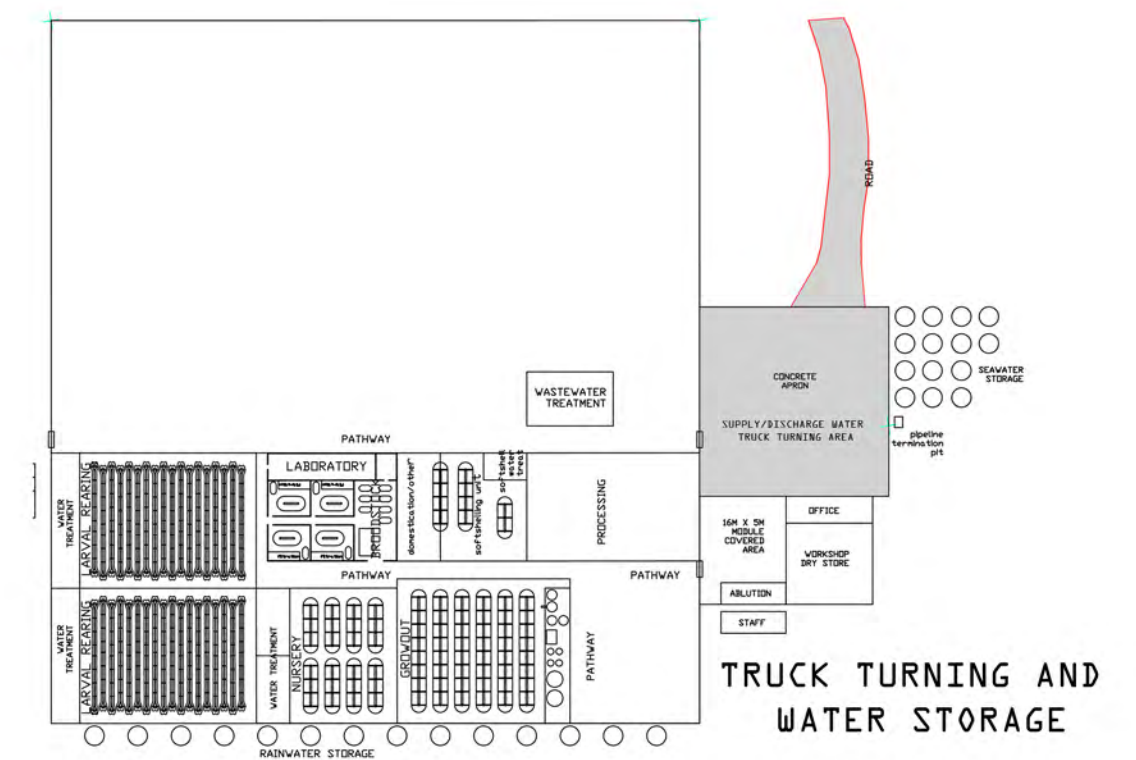 ROAD
CONCRETE
APRON
SEAWATER
STORAGE
WASTEWATER
TREATMENT
SUPPLY/DISCHARGE WATER
TRUCK TURNING AREA
pipeline
termination
pit
PATHWAY
LABORATORY
WATER
TREATMENT
ARVAL REARING
BROODSTOCK
domestication/other
softshelling unit
softshell
water
treat
PROCESSING
OFFICE
16M X 5M
MODULE
COVERED
AREA
WORKSHOP
DRY STORE
PATHWAY
PATHWAY
ABLUTION
STAFF
WATER
TREATMENT
ARVAL REARING
WATER TREATMENT
NURSERY
GROWOUT
PATHWAY
TRUCK TURNING AND
WATER STORAGE
RAINWATER STORAGE